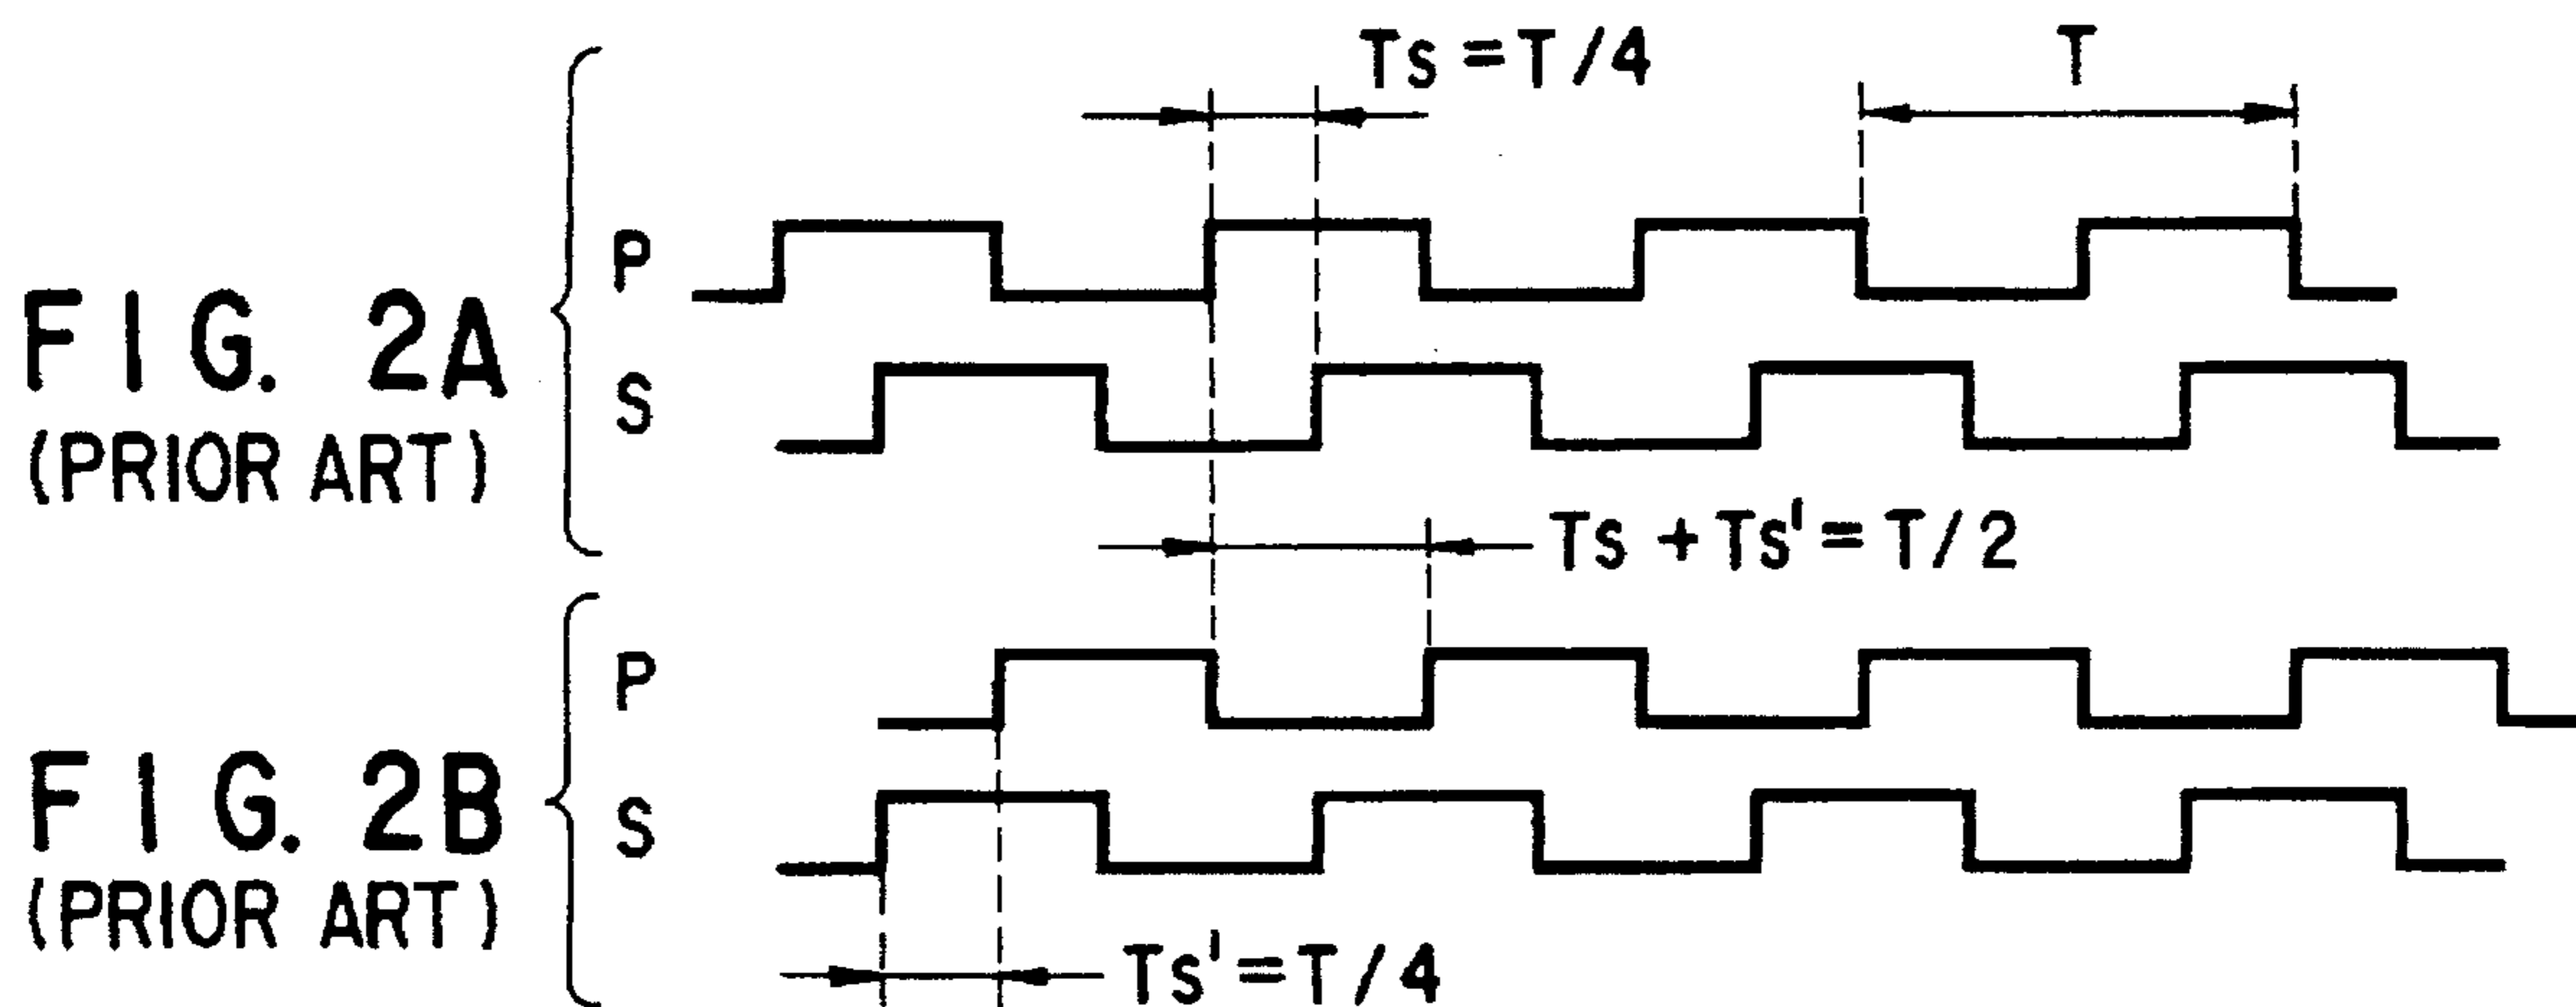 Ts = T/4
T
P
FIG. 2A
(PRIOR ART)
S
Ts + Ts' = T/2
P
FIG. 2B
(PRIOR ART)
S
Ts' = T/4